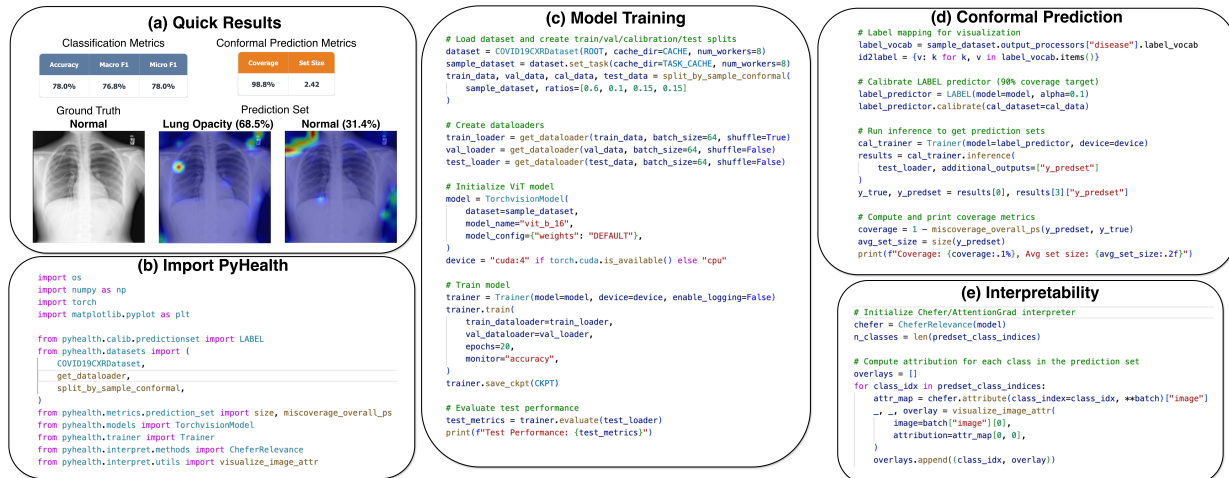 (a) Quick Results
Classification Metrics
Conformal Prediction Metrics
Accuracy Macro F1 Micro F1
78.0% 76.8% 78.0%
Coverage Set Size
98.8% 2.42
Ground Truth
Prediction Set
Normal
Lung Opacity (68.5%)
Normal (31.4%)
(b) Import PyHealth
import os
import numpy as np
import torch
import matplotlib.pyplot as plt
from pyhealth.calib.predictionset import LABEL
from pyhealth.datasets import (
COVID19CXRDataset,
get_dataloader,
split_by_sample_conformal,
)
from pyhealth.metrics.prediction_set import size, miscoverage_overall_ps
from pyhealth.models import TorchvisionModel
from pyhealth.trainer import Trainer
from pyhealth.interpret.methods import CheferRelevance
from pyhealth.interpret.utils import visualize_image_attr
(c) Model Training
# Load dataset and create train/val/calibration/test splits
dataset = COVID19CXRDataset(ROOT, cache_dir=CACHE, num_workers=8)
sample_dataset = dataset.set_task(cache_dir=TASK_CACHE, num_workers=8)
train_data, val_data, cal_data, test_data = split_by_sample_conformal(
sample_dataset, ratios=[0.6, 0.1, 0.15, 0.15]
)
# Create dataloaders
train_loader = get_dataloader(train_data, batch_size=64, shuffle=True)
val_loader = get_dataloader(val_data, batch_size=64, shuffle=False)
test_loader = get_dataloader(test_data, batch_size=64, shuffle=False)
# Initialize ViT model
model = TorchvisionModel(
dataset=sample_dataset,
model_name="vit_b_16",
model_config={"weights": "DEFAULT"},
)
device = "cuda:4" if torch.cuda.is_available() else "cpu"
# Train model
trainer = Trainer(model=model, device=device, enable_logging=False)
trainer.train(
train_dataloader=train_loader,
val_dataloader=val_loader,
epochs=20,
monitor="accuracy",
)
trainer.save_ckpt(CKPT)
# Evaluate test performance
test_metrics = trainer.evaluate(test_loader)
print(f"Test Performance: {test_metrics}")
(d) Conformal Prediction
# Label mapping for visualization
label_vocab = sample_dataset.output_processors["disease"].label_vocab
id2label = {v: k for k, v in label_vocab.items()}
# Calibrate LABEL predictor (90% coverage target)
label_predictor = LABEL(model=model, alpha=0.1)
label_predictor.calibrate(cal_dataset=cal_data)
# Run inference to get prediction sets
cal_trainer = Trainer(model=label_predictor, device=device)
results = cal_trainer.inference(
test_loader, additional_outputs=["y_predset"]
)
y_true, y_predset = results[0], results[3]["y_predset"]
# Compute and print coverage metrics
coverage = 1 - miscoverage_overall_ps(y_predset, y_true)
avg_set_size = size(y_predset)
print(f"Coverage: {coverage:.1%}, Avg set size: {avg_set_size:.2f}")
(e) Interpretability
# Initialize Chefer/AttentionGrad interpreter
chefer = CheferRelevance(model)
n_classes = len(predset_class_indices)
# Compute attribution for each class in the prediction set
overlays = []
for class_idx in predset_class_indices:
attr_map = chefer.attribute(class_index=class_idx, **batch)["image"]
_, _, overlay = visualize_image_attr(
image=batch["image"][0],
attribution=attr_map[0, 0],
)
overlays.append((class_idx, overlay))